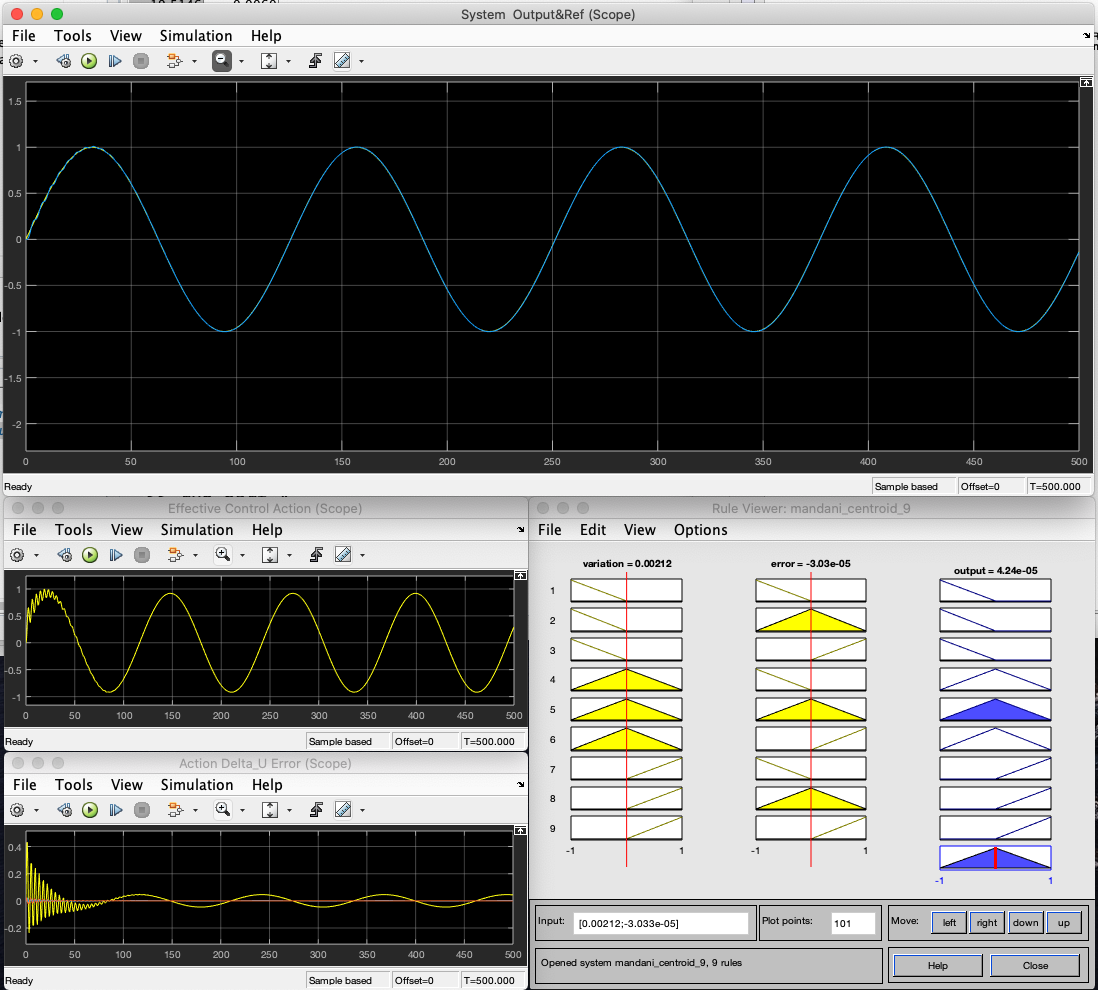 System Output&Ref (Scope)
File Tools View Simulation Help
1.5
1
0.5
0
-0.5
-1
-1.5
-2
0 50 100 150 200 250 300 350 400 450 500
Ready Sample based Offset=0 T=500.000
Effective Control Action (Scope)
File Tools View Simulation Help
1
0.5
0
-0.5
-1
0 50 100 150 200 250 300 350 400 450 500
Ready Sample based Offset=0 T=500.000
Action Delta_U Error (Scope)
File Tools View Simulation Help
0.4
0.2
0
-0.2
0 50 100 150 200 250 300 350 400 450 500
Ready Sample based Offset=0 T=500.000
Rule Viewer: mandani_centroid_9
File Edit View Options
variation = 0.00212 error = -3.03e-05 output = 4.24e-05
1
2
3
4
5
6
7
8
9
-1 1 -1 1
-1 1
Input: [0.00212;-3.033e-05] Plot points: 101 Move: left right down up
Opened system mandani_centroid_9, 9 rules Help Close